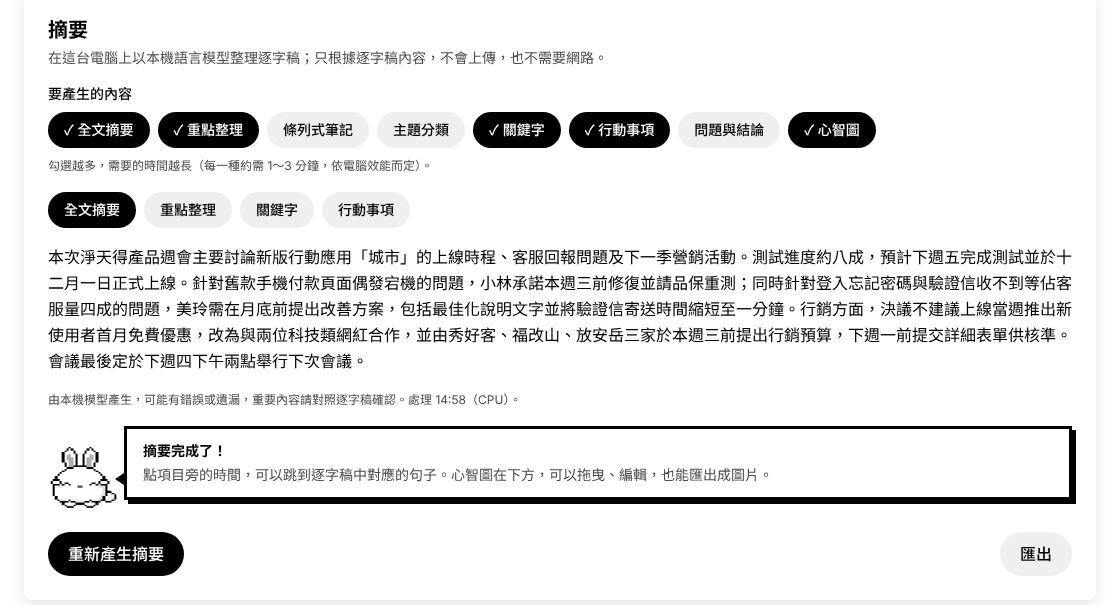 摘要
在這台電腦上以本機語言模型整理逐字稿；只根據逐字稿內容，不會上傳，也不需要網路。
要產生的內容
✓ 全文摘要 ✓ 重點整理 條列式筆記 主題分類 ✓ 關鍵字 ✓ 行動事項 問題與結論 ✓ 心智圖
勾選越多，需要的時間越長（每一種約需 1～3 分鐘，依電腦效能而定）。
全文摘要 重點整理 關鍵字 行動事項
本次淨天得產品週會主要討論新版行動應用「城市」的上線時程、客服回報問題及下一季營銷活動。測試進度約八成，預計下週五完成測試並於十
二月一日正式上線。針對舊款手機付款頁面偶發宕機的問題，小林承諾本週三前修復並請品保重測；同時針對登入忘記密碼與驗證信收不到等佔客
服量四成的問題，美玲需在月底前提出改善方案，包括最佳化說明文字並將驗證信寄送時間縮短至一分鐘。行銷方面，決議不建議上線當週推出新
使用者首月免費優惠，改為與兩位科技類網紅合作，並由秀好客、福改山、放安岳三家於本週三前提出行銷預算，下週一前提交詳細表單供核準。
會議最後定於下週四下午兩點舉行下次會議。
由本機模型產生，可能有錯誤或遺漏，重要內容請對照逐字稿確認。處理 14:58（CPU）。
摘要完成了！
點項目旁的時間，可以跳到逐字稿中對應的句子。心智圖在下方，可以拖曳、編輯，也能匯出成圖片。
重新產生摘要 匯出